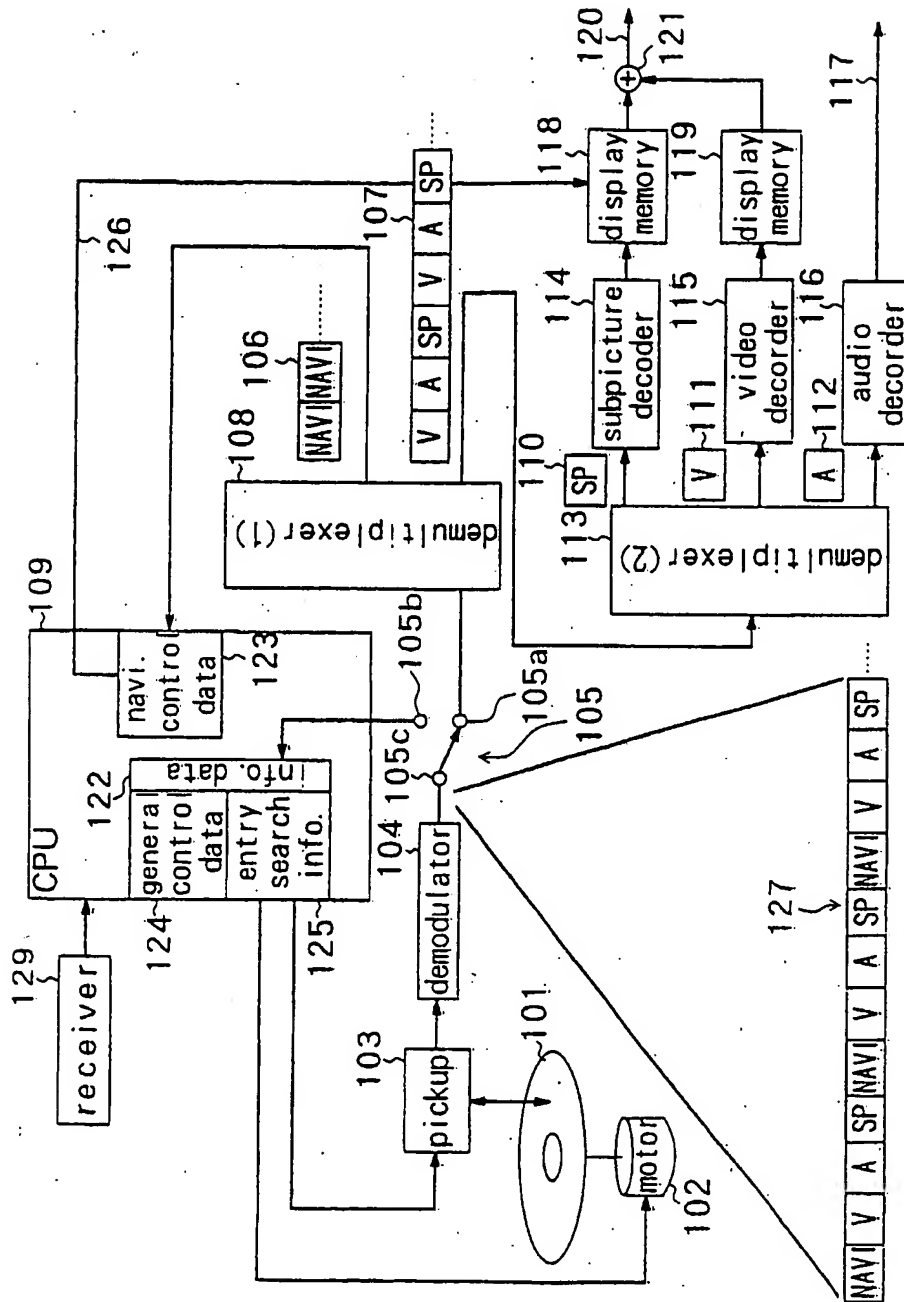 109
129
receiver
CPU
124
general
control
data
122
info. data
entry
search
info.
125
navi.
control
data
123
126
103
pickup
104
demodulator
105c
105b
105a
105
108
demultiplexer(1)
106
NAVI NAVI ......
107
V A SP V A SP ......
101
motor
102
110
SP
114
subpicture
decoder
118
display
memory
120
121
113
demultiplexer(2)
V
111
115
video
decorder
119
display
memory
A
112
116
audio
decorder
117
127
NAVI V A SP NAVI V A SP NAVI V A SP ......